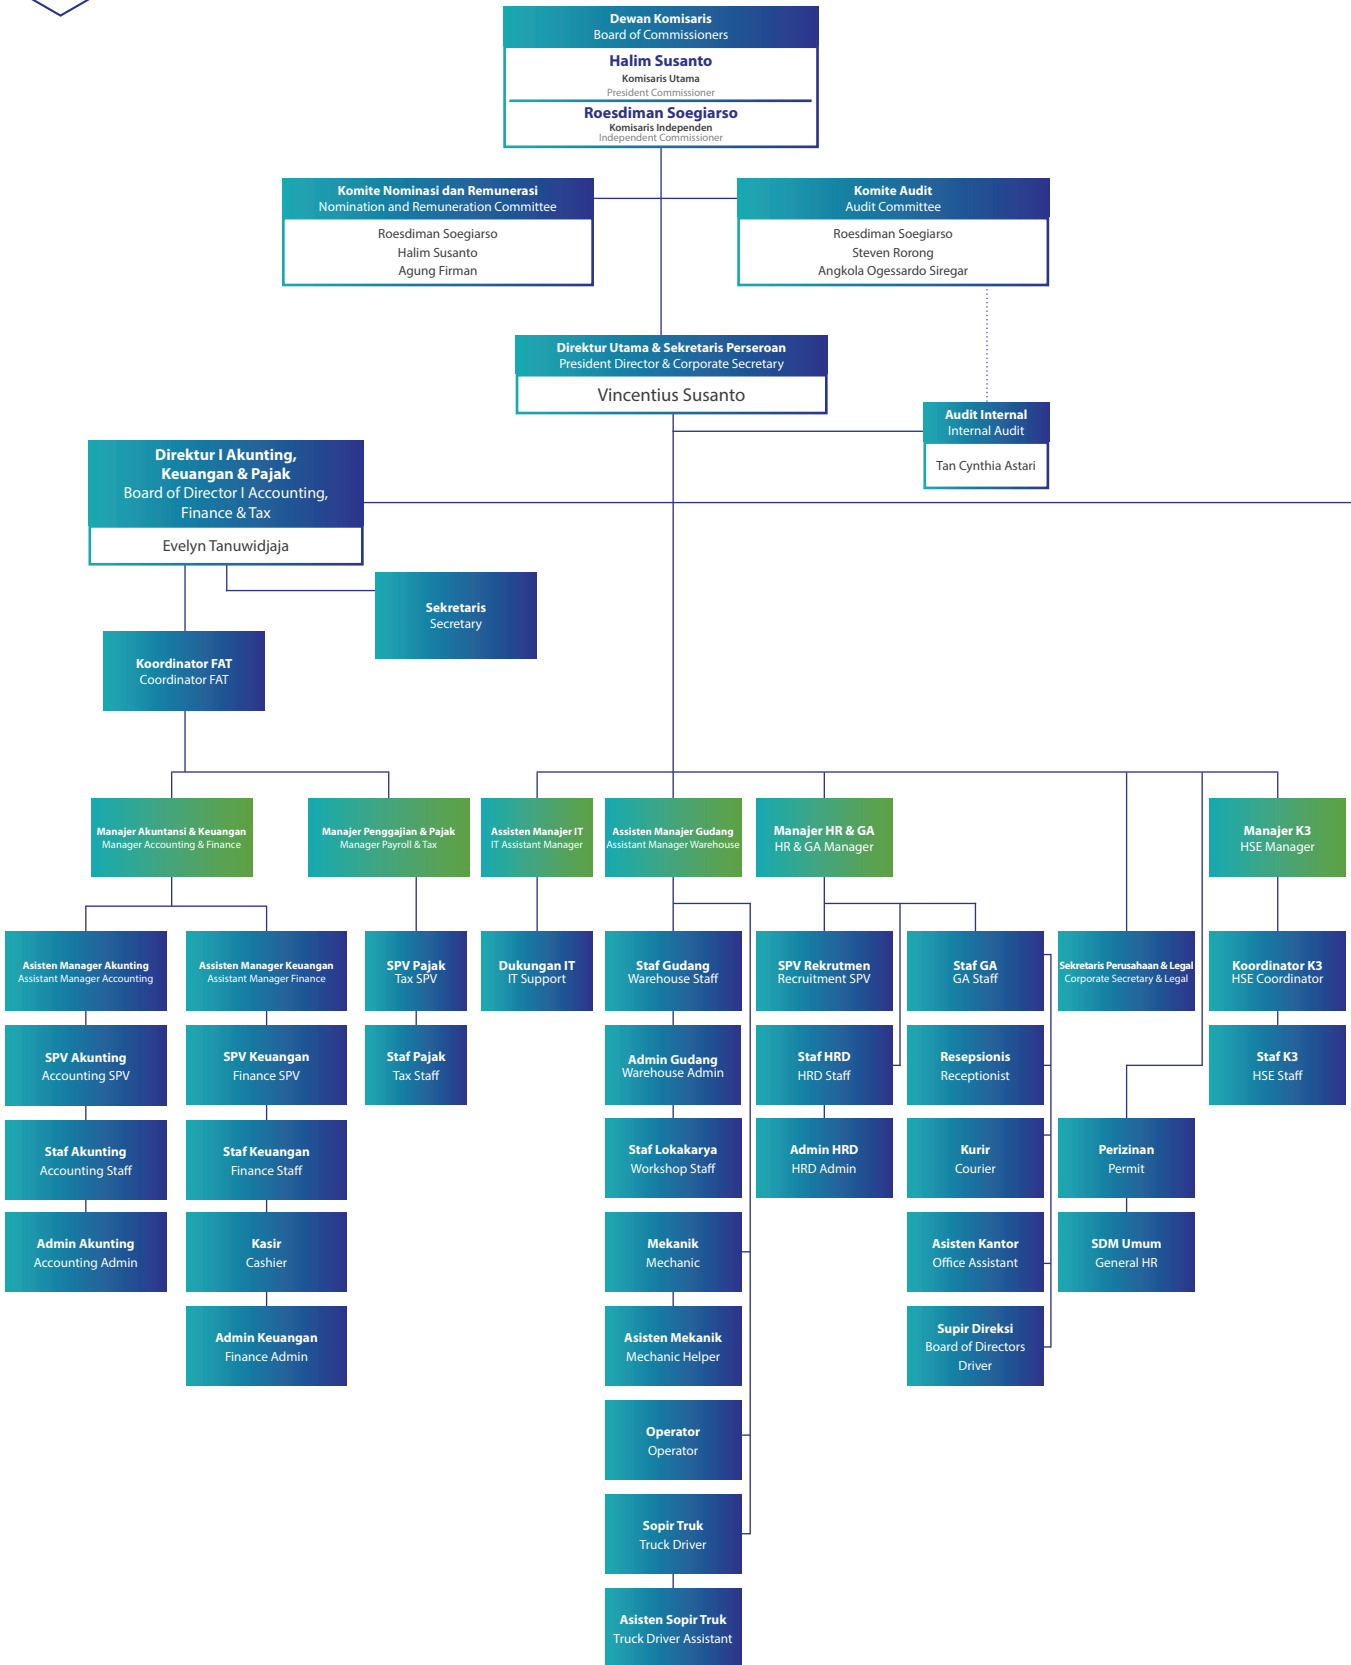 Dewan Komisaris
Board of Commissioners
Halim Susanto
Komisaris Utama
President Commissioner
Roesdiman Soegiarso
Komisaris Independen
Independent Commissioner
Komite Nominasi dan Remunerasi
Nomination and Remuneration Committee
Roesdiman Soegiarso
Halim Susanto
Agung Firman
Komite Audit
Audit Committee
Roesdiman Soegiarso
Steven Rorong
Angkola Ogessardo Siregar
Direktur Utama & Sekretaris Perseroan
President Director & Corporate Secretary
Vincentius Susanto
Audit Internal
Internal Audit
Tan Cynthia Astari
Direktur I Akunting,
Keuangan & Pajak
Board of Director I Accounting,
Finance & Tax
Evelyn Tanuwidjaja
Sekretaris
Secretary
Koordinator FAT
Coordinator FAT
Manajer Akuntansi & Keuangan
Manager Accounting & Finance
Manajer Penggajian & Pajak
Manager Payroll & Tax
Assisten Manajer IT
IT Assistant Manager
Assisten Manajer Gudang
Assistant Manager Warehouse
Manajer HR & GA
HR & GA Manager
Manajer K3
HSE Manager
Asisten Manager Akunting
Assistant Manager Accounting
Assisten Manager Keuangan
Assistant Manager Finance
SPV Pajak
Tax SPV
Dukungan IT
IT Support
Staf Gudang
Warehouse Staff
SPV Rekrutmen
Recruitment SPV
Staf GA
GA Staff
Sekretaris Perusahaan & Legal
Corporate Secretary & Legal
Koordinator K3
HSE Coordinator
SPV Akunting
Accounting SPV
SPV Keuangan
Finance SPV
Staf Pajak
Tax Staff
Admin Gudang
Warehouse Admin
Staf HRD
HRD Staff
Resepsionis
Receptionist
Staf K3
HSE Staff
Staf Akunting
Accounting Staff
Staf Keuangan
Finance Staff
Staf Lokakarya
Workshop Staff
Admin HRD
HRD Admin
Kurir
Courier
Perizinan
Permit
Admin Akunting
Accounting Admin
Kasir
Cashier
Mekanik
Mechanic
Asisten Kantor
Office Assistant
SDM Umum
General HR
Admin Keuangan
Finance Admin
Asisten Mekanik
Mechanic Helper
Supir Direksi
Board of Directors
Driver
Operator
Operator
Sopir Truk
Truck Driver
Asisten Sopir Truk
Truck Driver Assistant